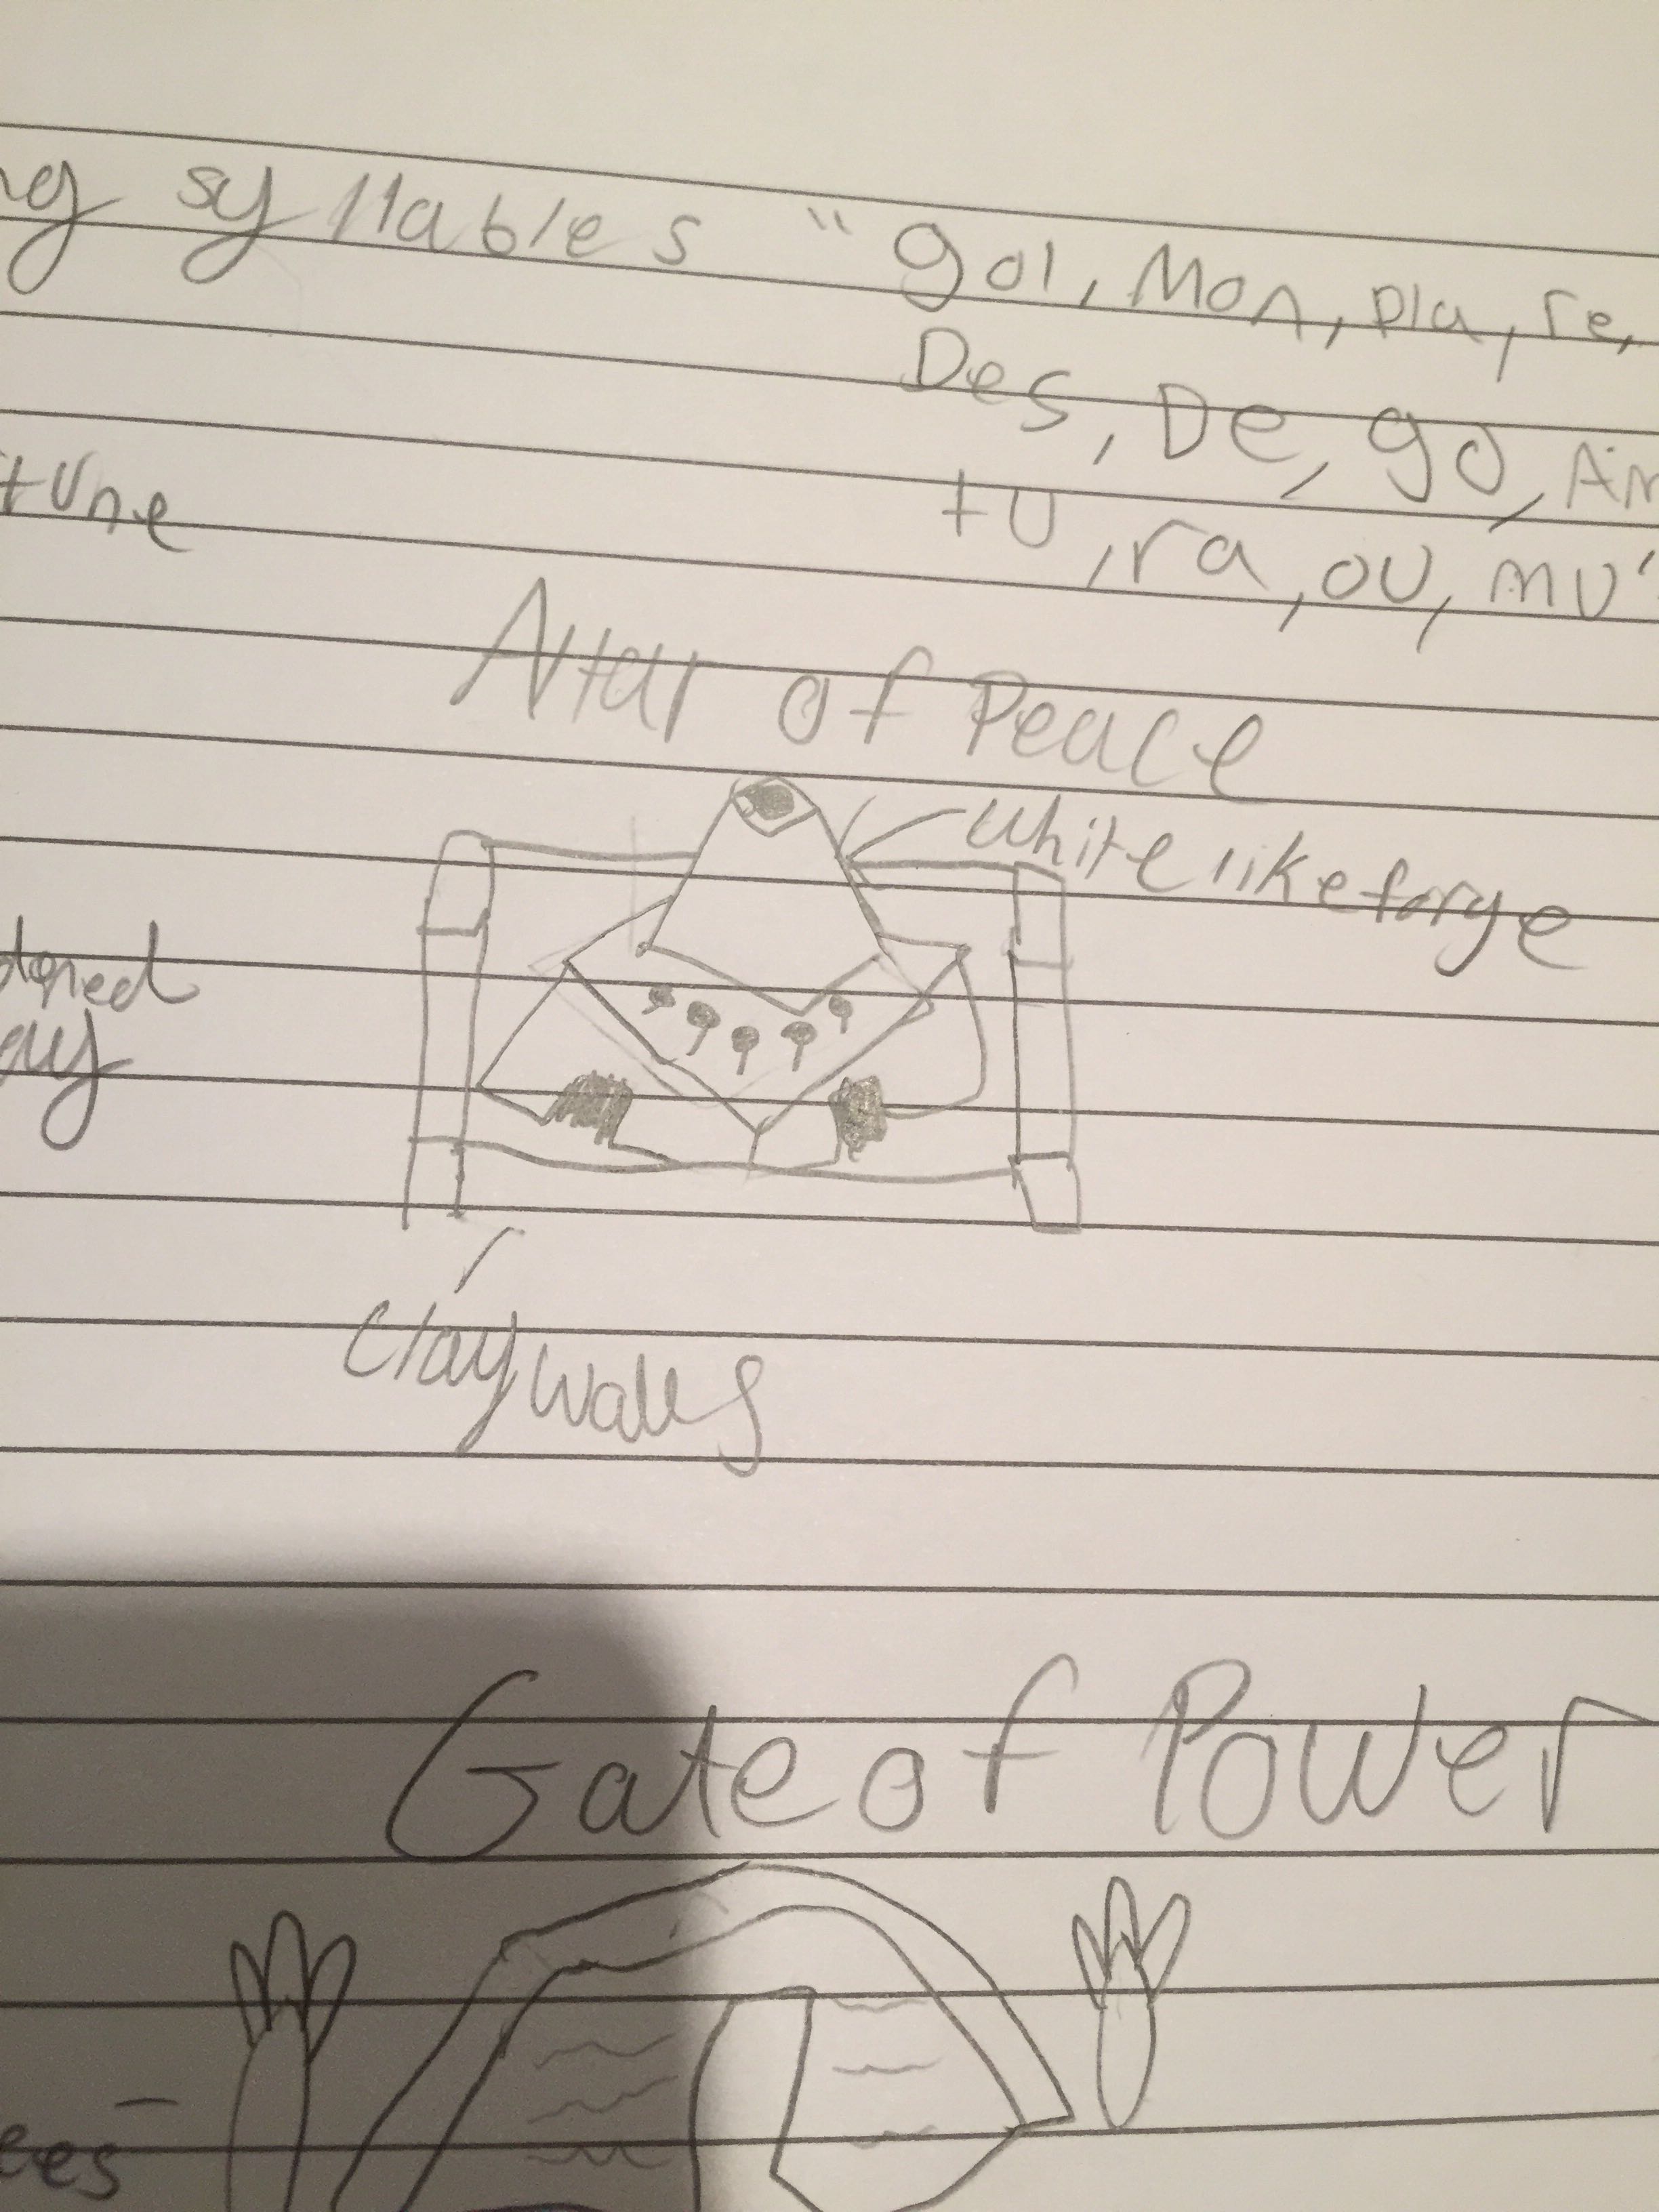 ng syllables "gol, Mon, pla, re,
Des, De, go, Am
tune
tu, ra, ou, mu"
Altar of Peace
white like forge
doned
ay
Clay walls
Gate of Power
ees